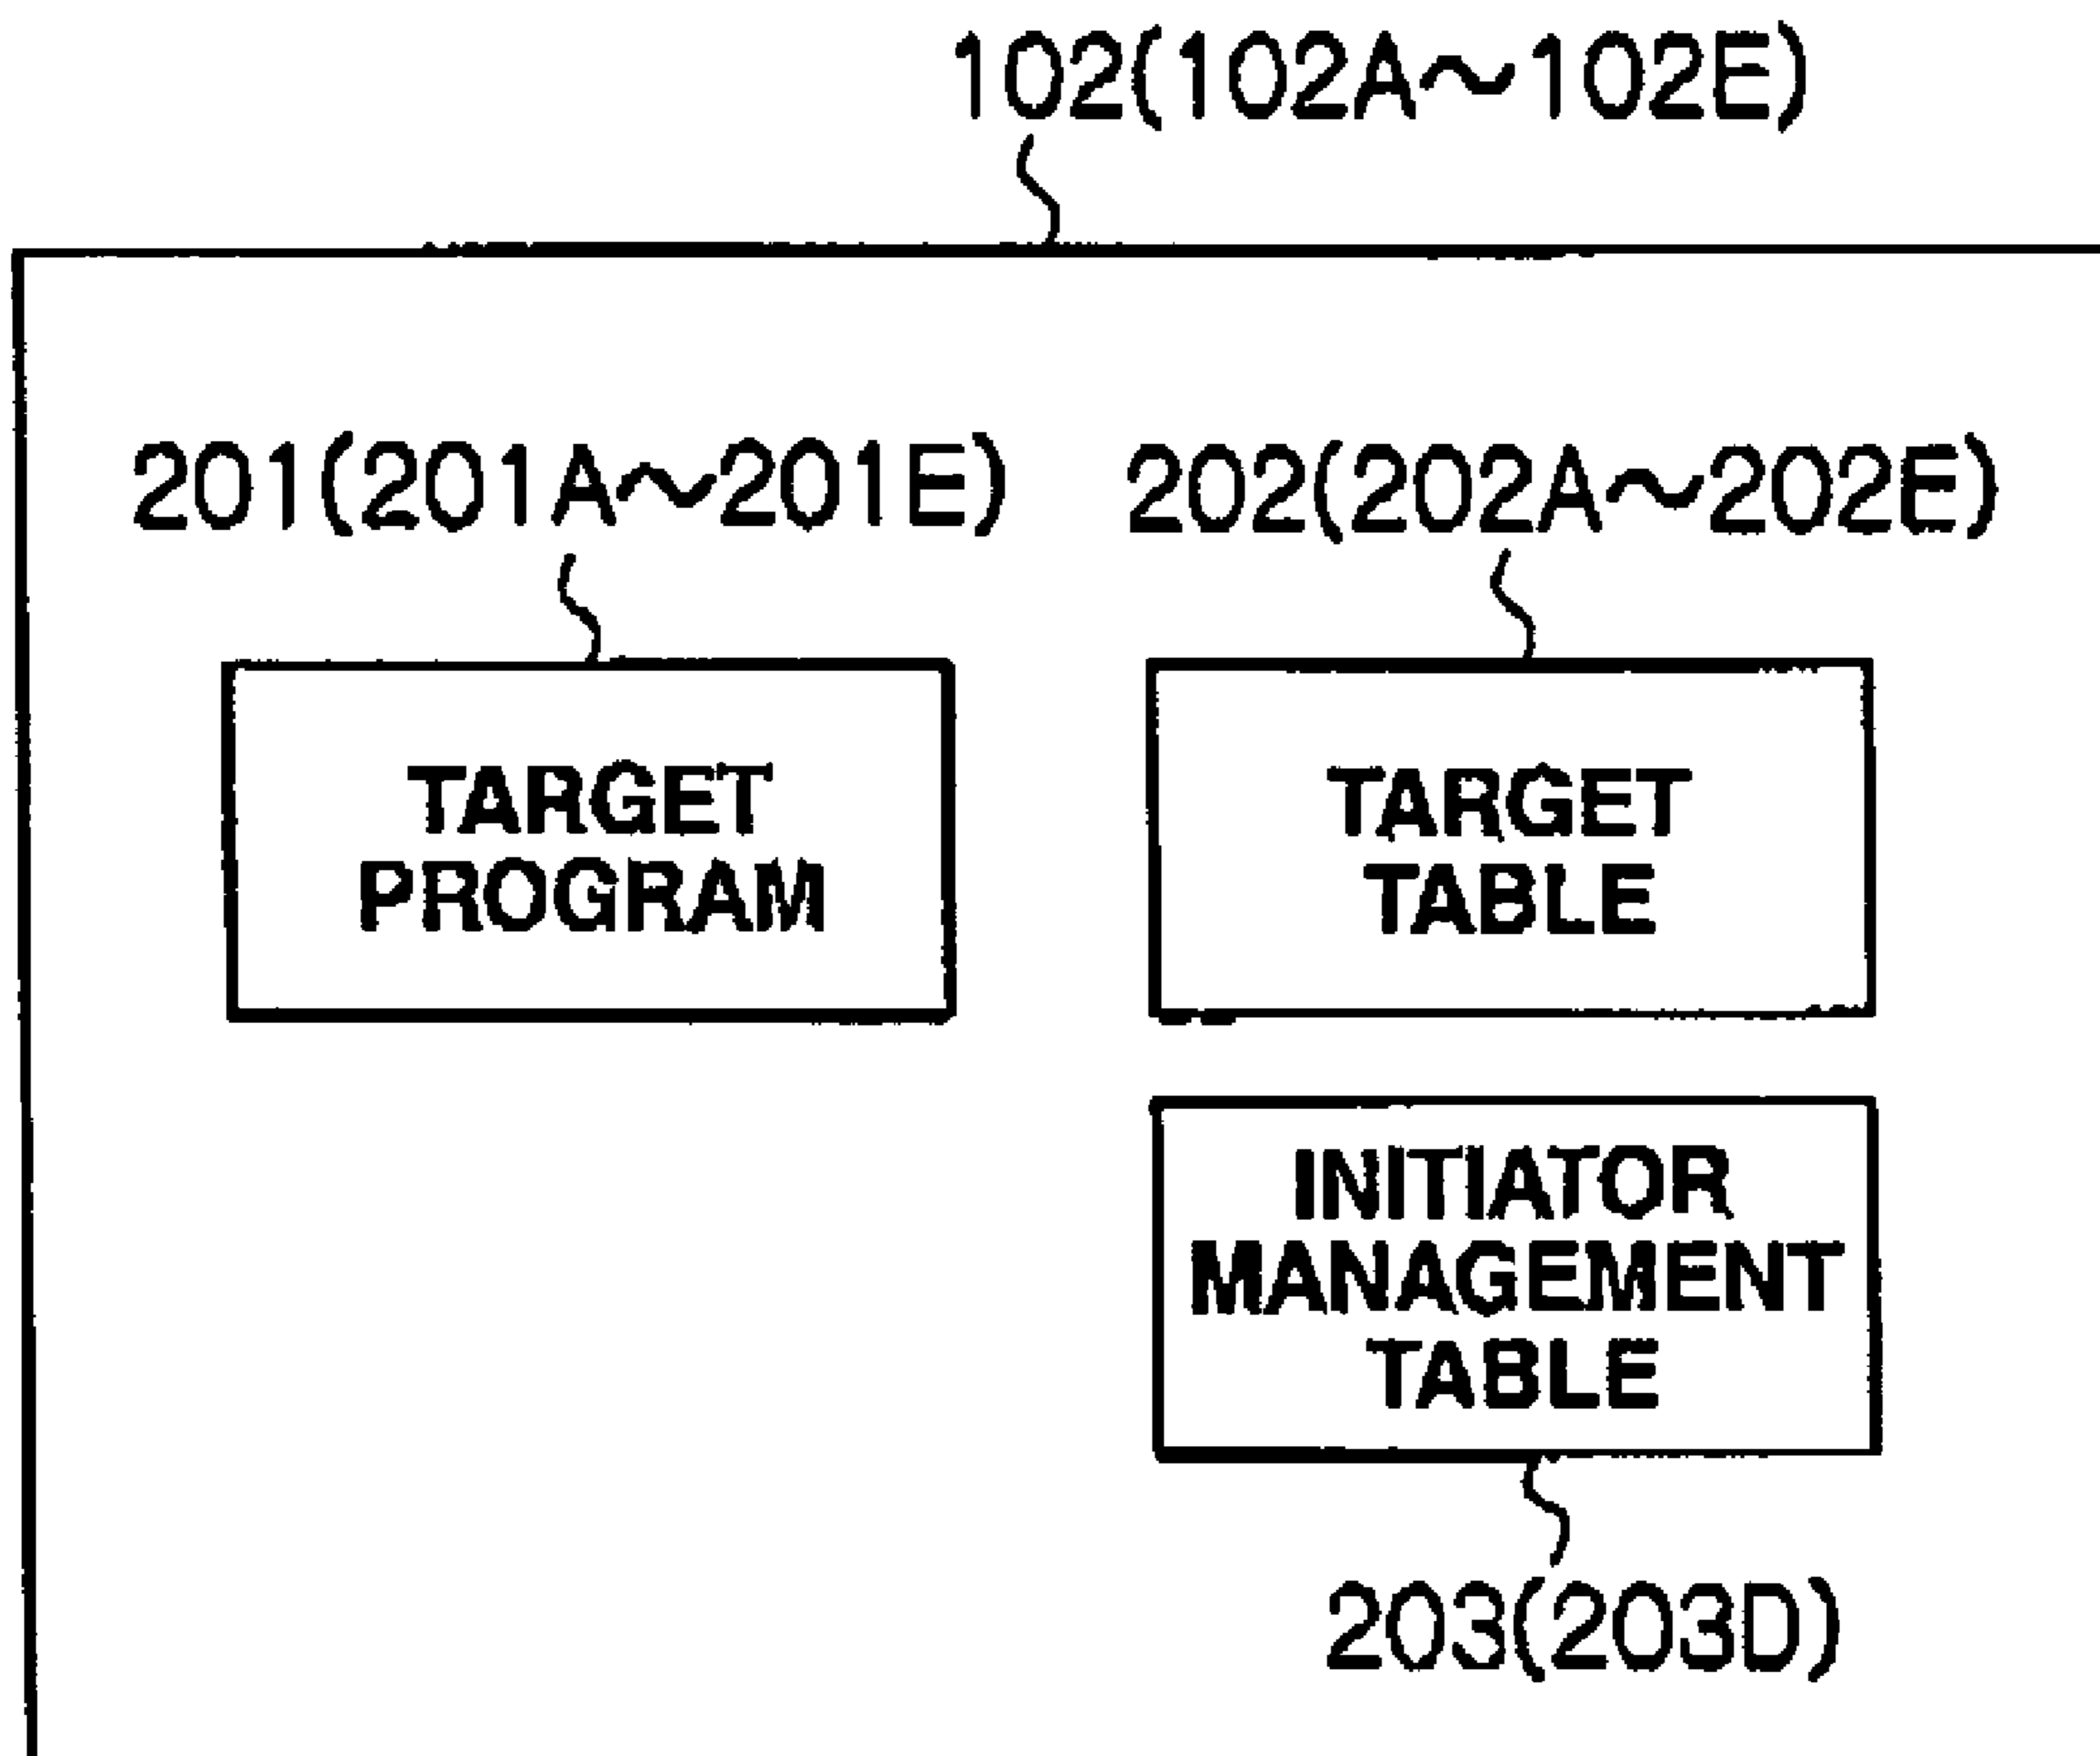 102(102A~102E)
201(201A~201E)
202(202A~202E)
TARGET
PROGRAM
TARGET
TABLE
INITIATOR
MANAGEMENT
TABLE
203(203D)